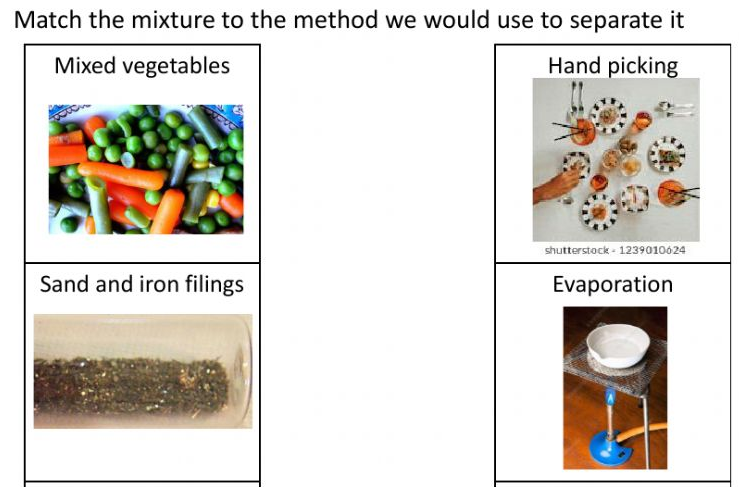 Match the mixture to the method we would use to separate it
Mixed vegetables
Hand picking
shutterstock - 1239010624
Sand and iron filings
Evaporation
A